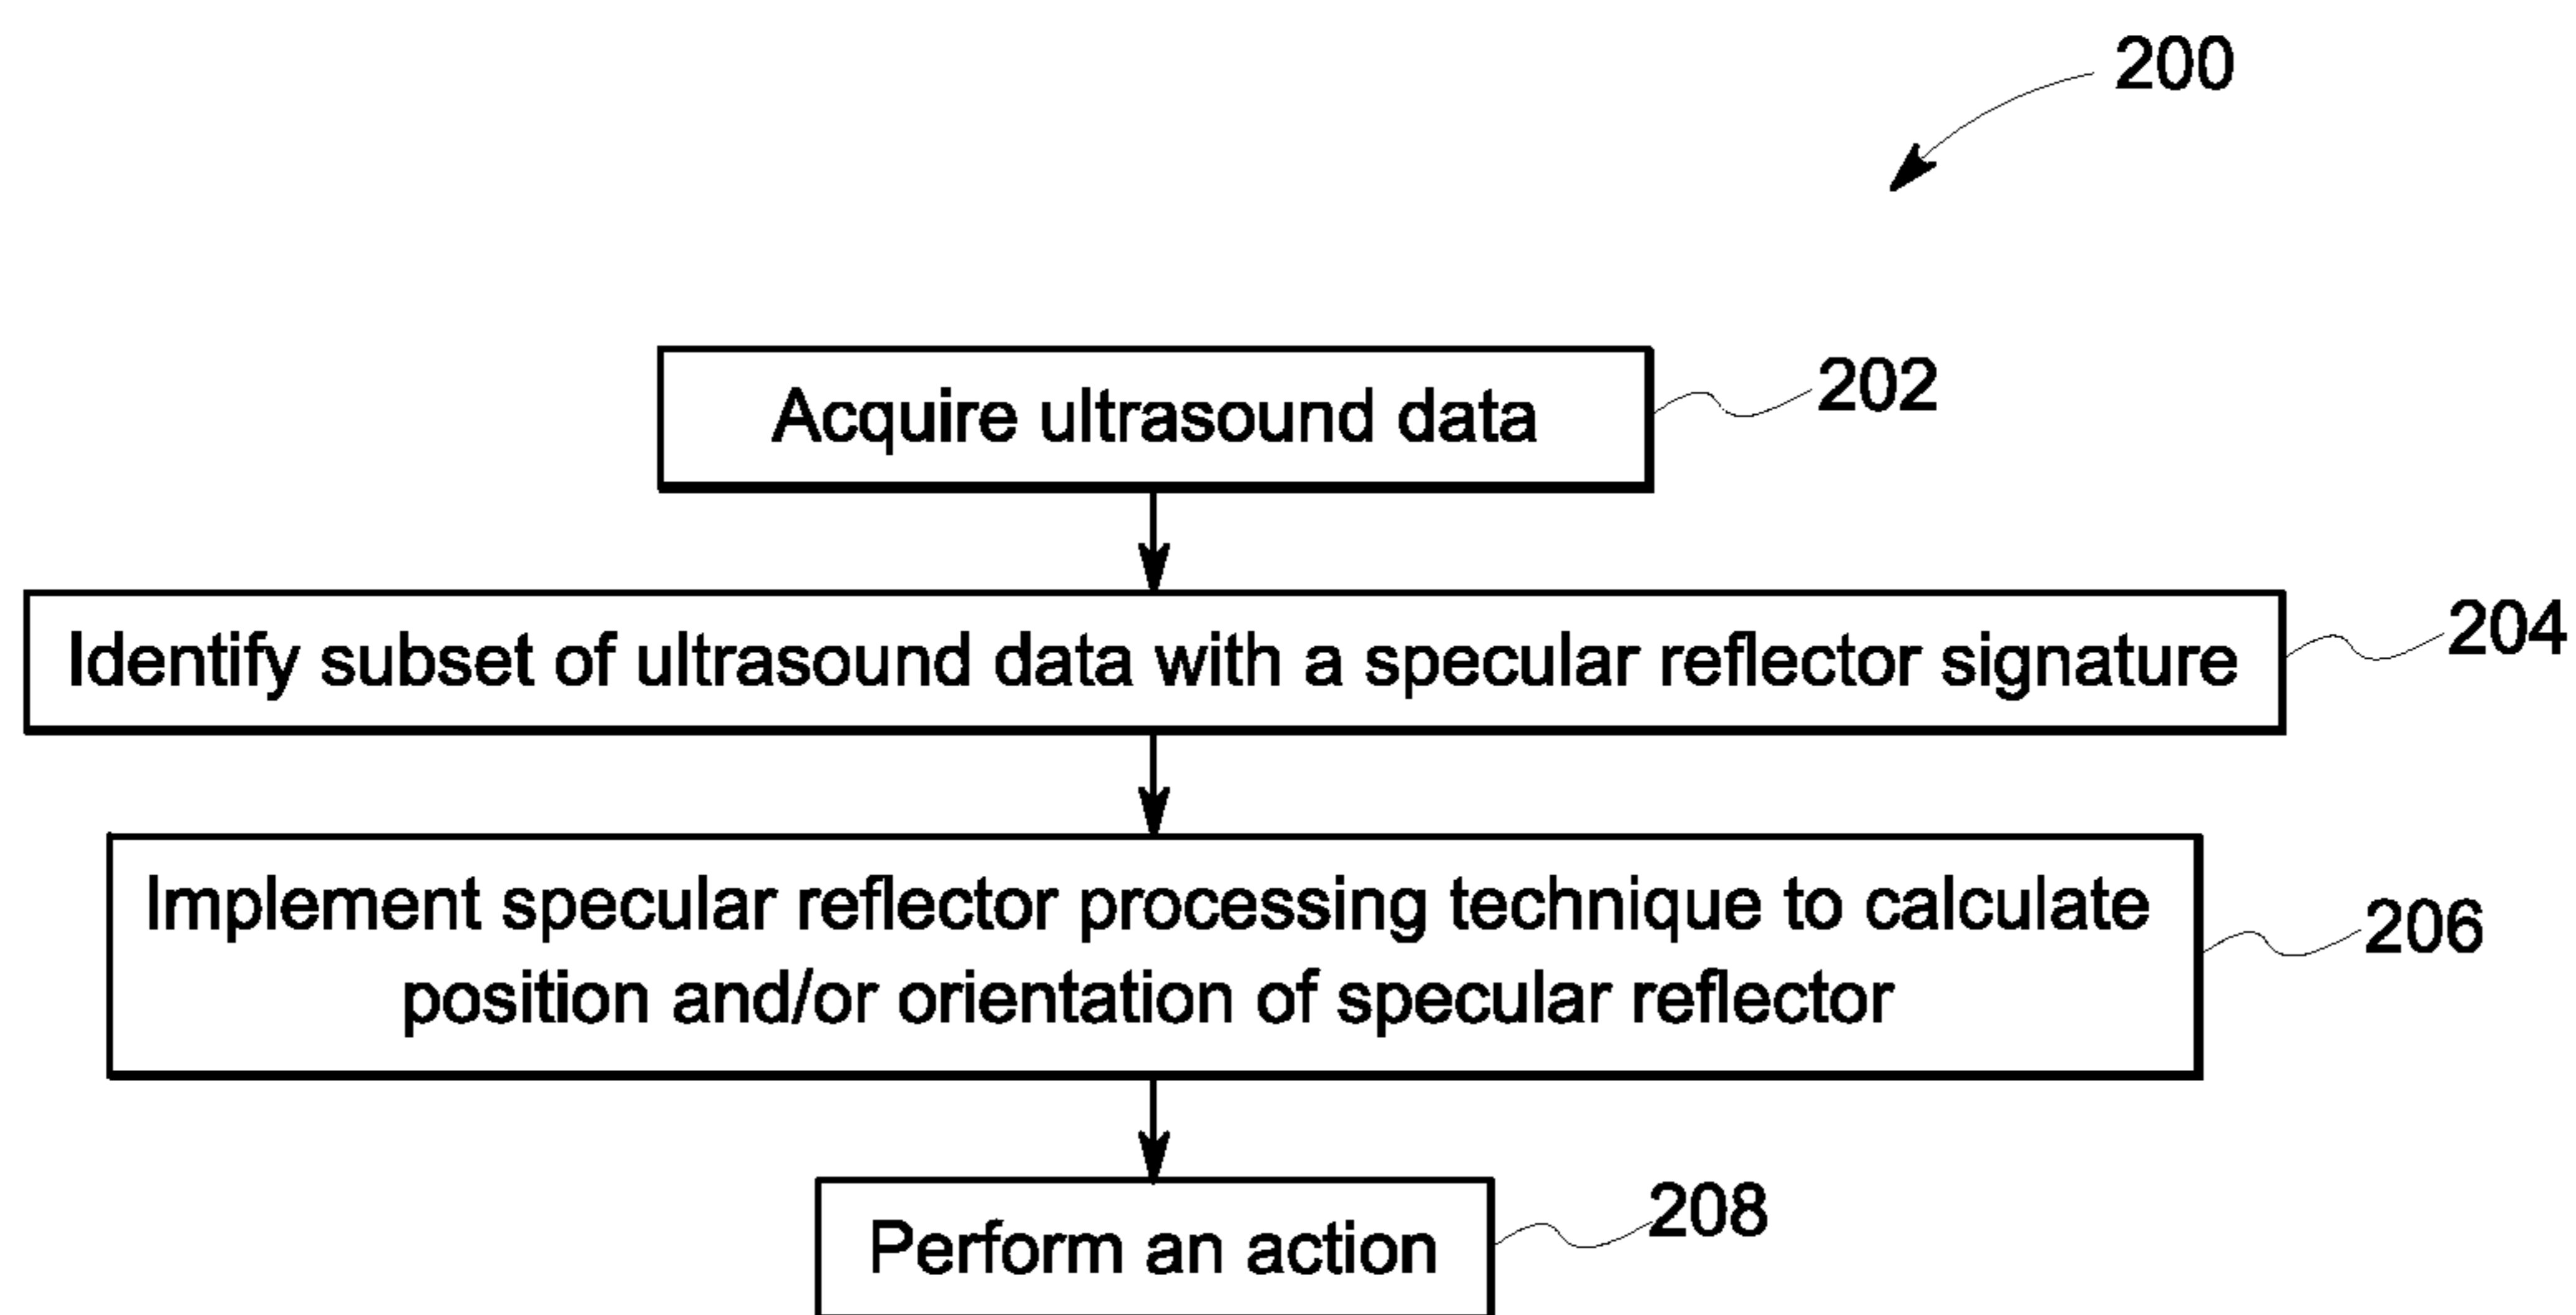 200
Acquire ultrasound data
202
Identify subset of ultrasound data with a specular reflector signature
204
Implement specular reflector processing technique to calculate
position and/or orientation of specular reflector
206
Perform an action
208